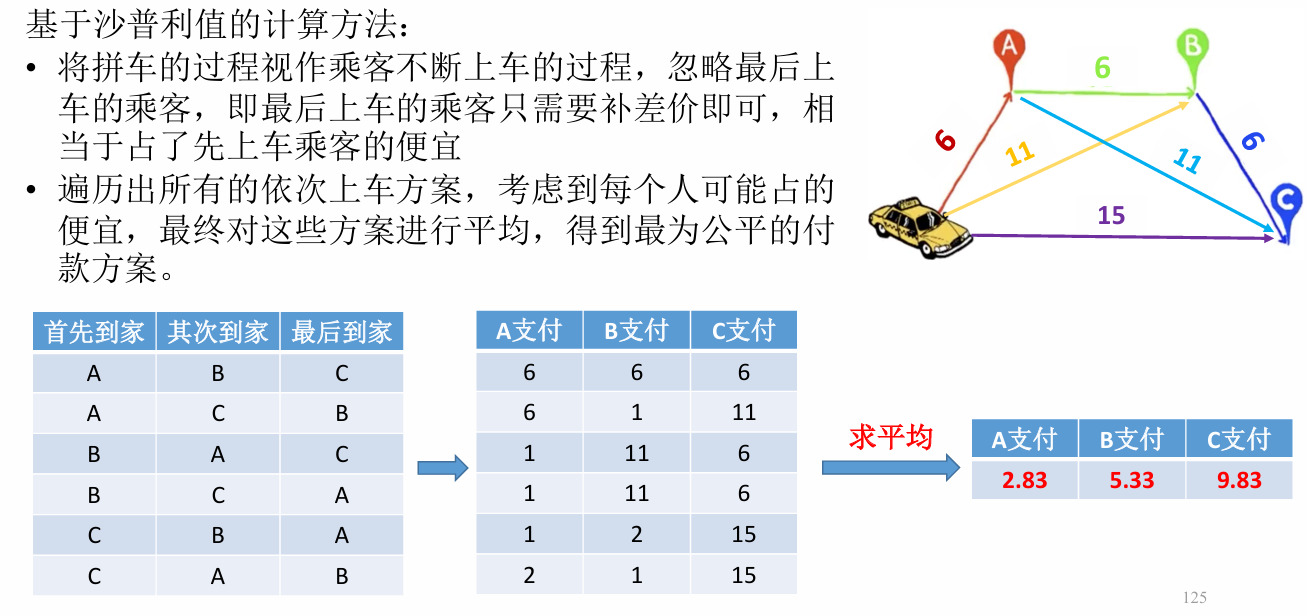 基于沙普利值的计算方法：
• 将拼车的过程视作乘客不断上车的过程，忽略最后上
车的乘客，即最后上车的乘客只需要补差价即可，相
当于占了先上车乘客的便宜
• 遍历出所有的依次上车方案，考虑到每个人可能占的
便宜，最终对这些方案进行平均，得到最为公平的付
款方案。
A
B
6
6
11
11
6
C
15
首先到家 其次到家 最后到家
A B C
A C B
B A C
B C A
C B A
C A B
A支付 B支付 C支付
6 6 6
6 1 11
1 11 6
1 11 6
1 2 15
2 1 15
求平均
A支付 B支付 C支付
2.83 5.33 9.83
125